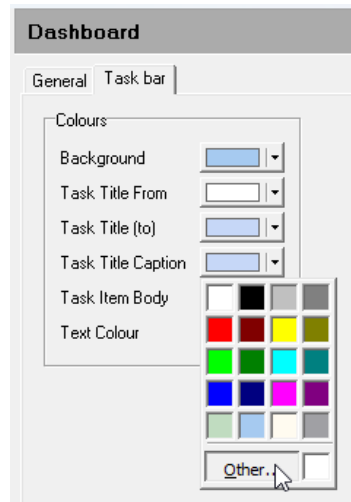 Dashboard
General Task bar
Colours
Background
Task Title From
Task Title (to)
Task Title Caption
Task Item Body
Text Colour
Other...